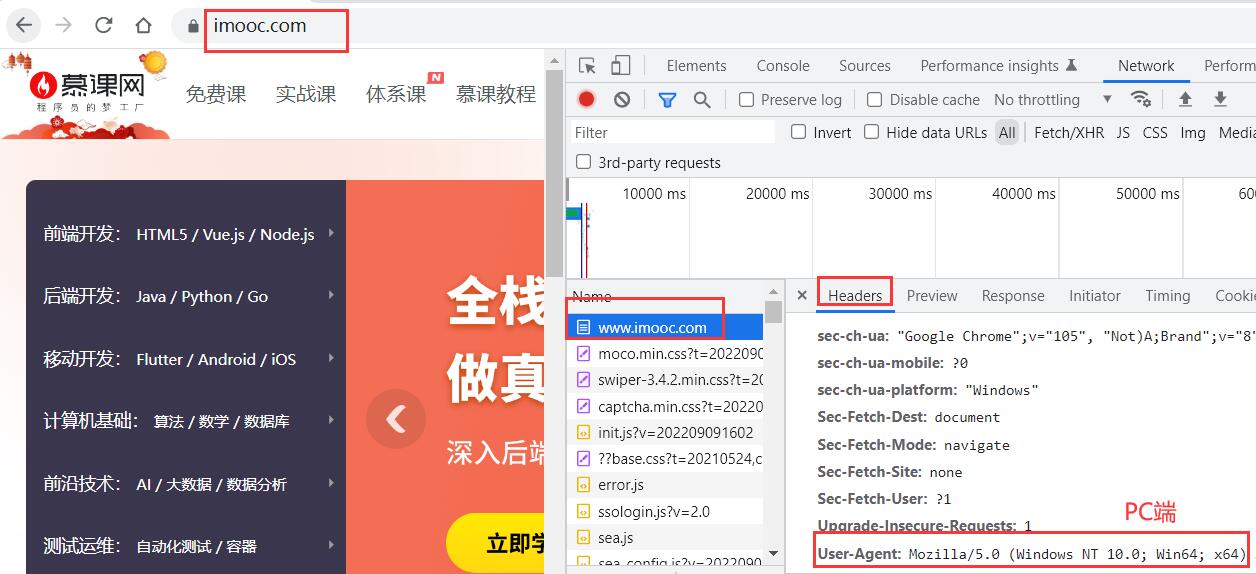 imooc.com
慕课网
程序员的梦工厂
免费课
实战课
体系课
N
慕课教程
前端开发： HTML5 / Vue.js / Node.js
后端开发： Java / Python / Go
移动开发： Flutter / Android / iOS
计算机基础： 算法 / 数学 / 数据库
前沿技术： AI / 大数据 / 数据分析
测试运维： 自动化测试 / 容器
全栈
做真
深入后端
立即学
Elements Console Sources Performance insights Network Perform
Preserve log Disable cache No throttling
Filter Invert Hide data URLs All Fetch/XHR JS CSS Img Media
3rd-party requests
10000 ms 20000 ms 30000 ms 40000 ms 50000 ms 60
Name
www.imooc.com
moco.min.css?t=2022090
swiper-3.4.2.min.css?t=20
captcha.min.css?t=20220
init.js?v=202209091602
??base.css?t=20210524,c
error.js
ssologin.js?v=2.0
sea.js
sea_config.js?v=20220
Headers Preview Response Initiator Timing Cookie
sec-ch-ua: "Google Chrome";v="105", "Not)A;Brand";v="8"
sec-ch-ua-mobile: ?0
sec-ch-ua-platform: "Windows"
Sec-Fetch-Dest: document
Sec-Fetch-Mode: navigate
Sec-Fetch-Site: none
Sec-Fetch-User: ?1
Upgrade-Insecure-Requests: 1
PC端
User-Agent: Mozilla/5.0 (Windows NT 10.0; Win64; x64)